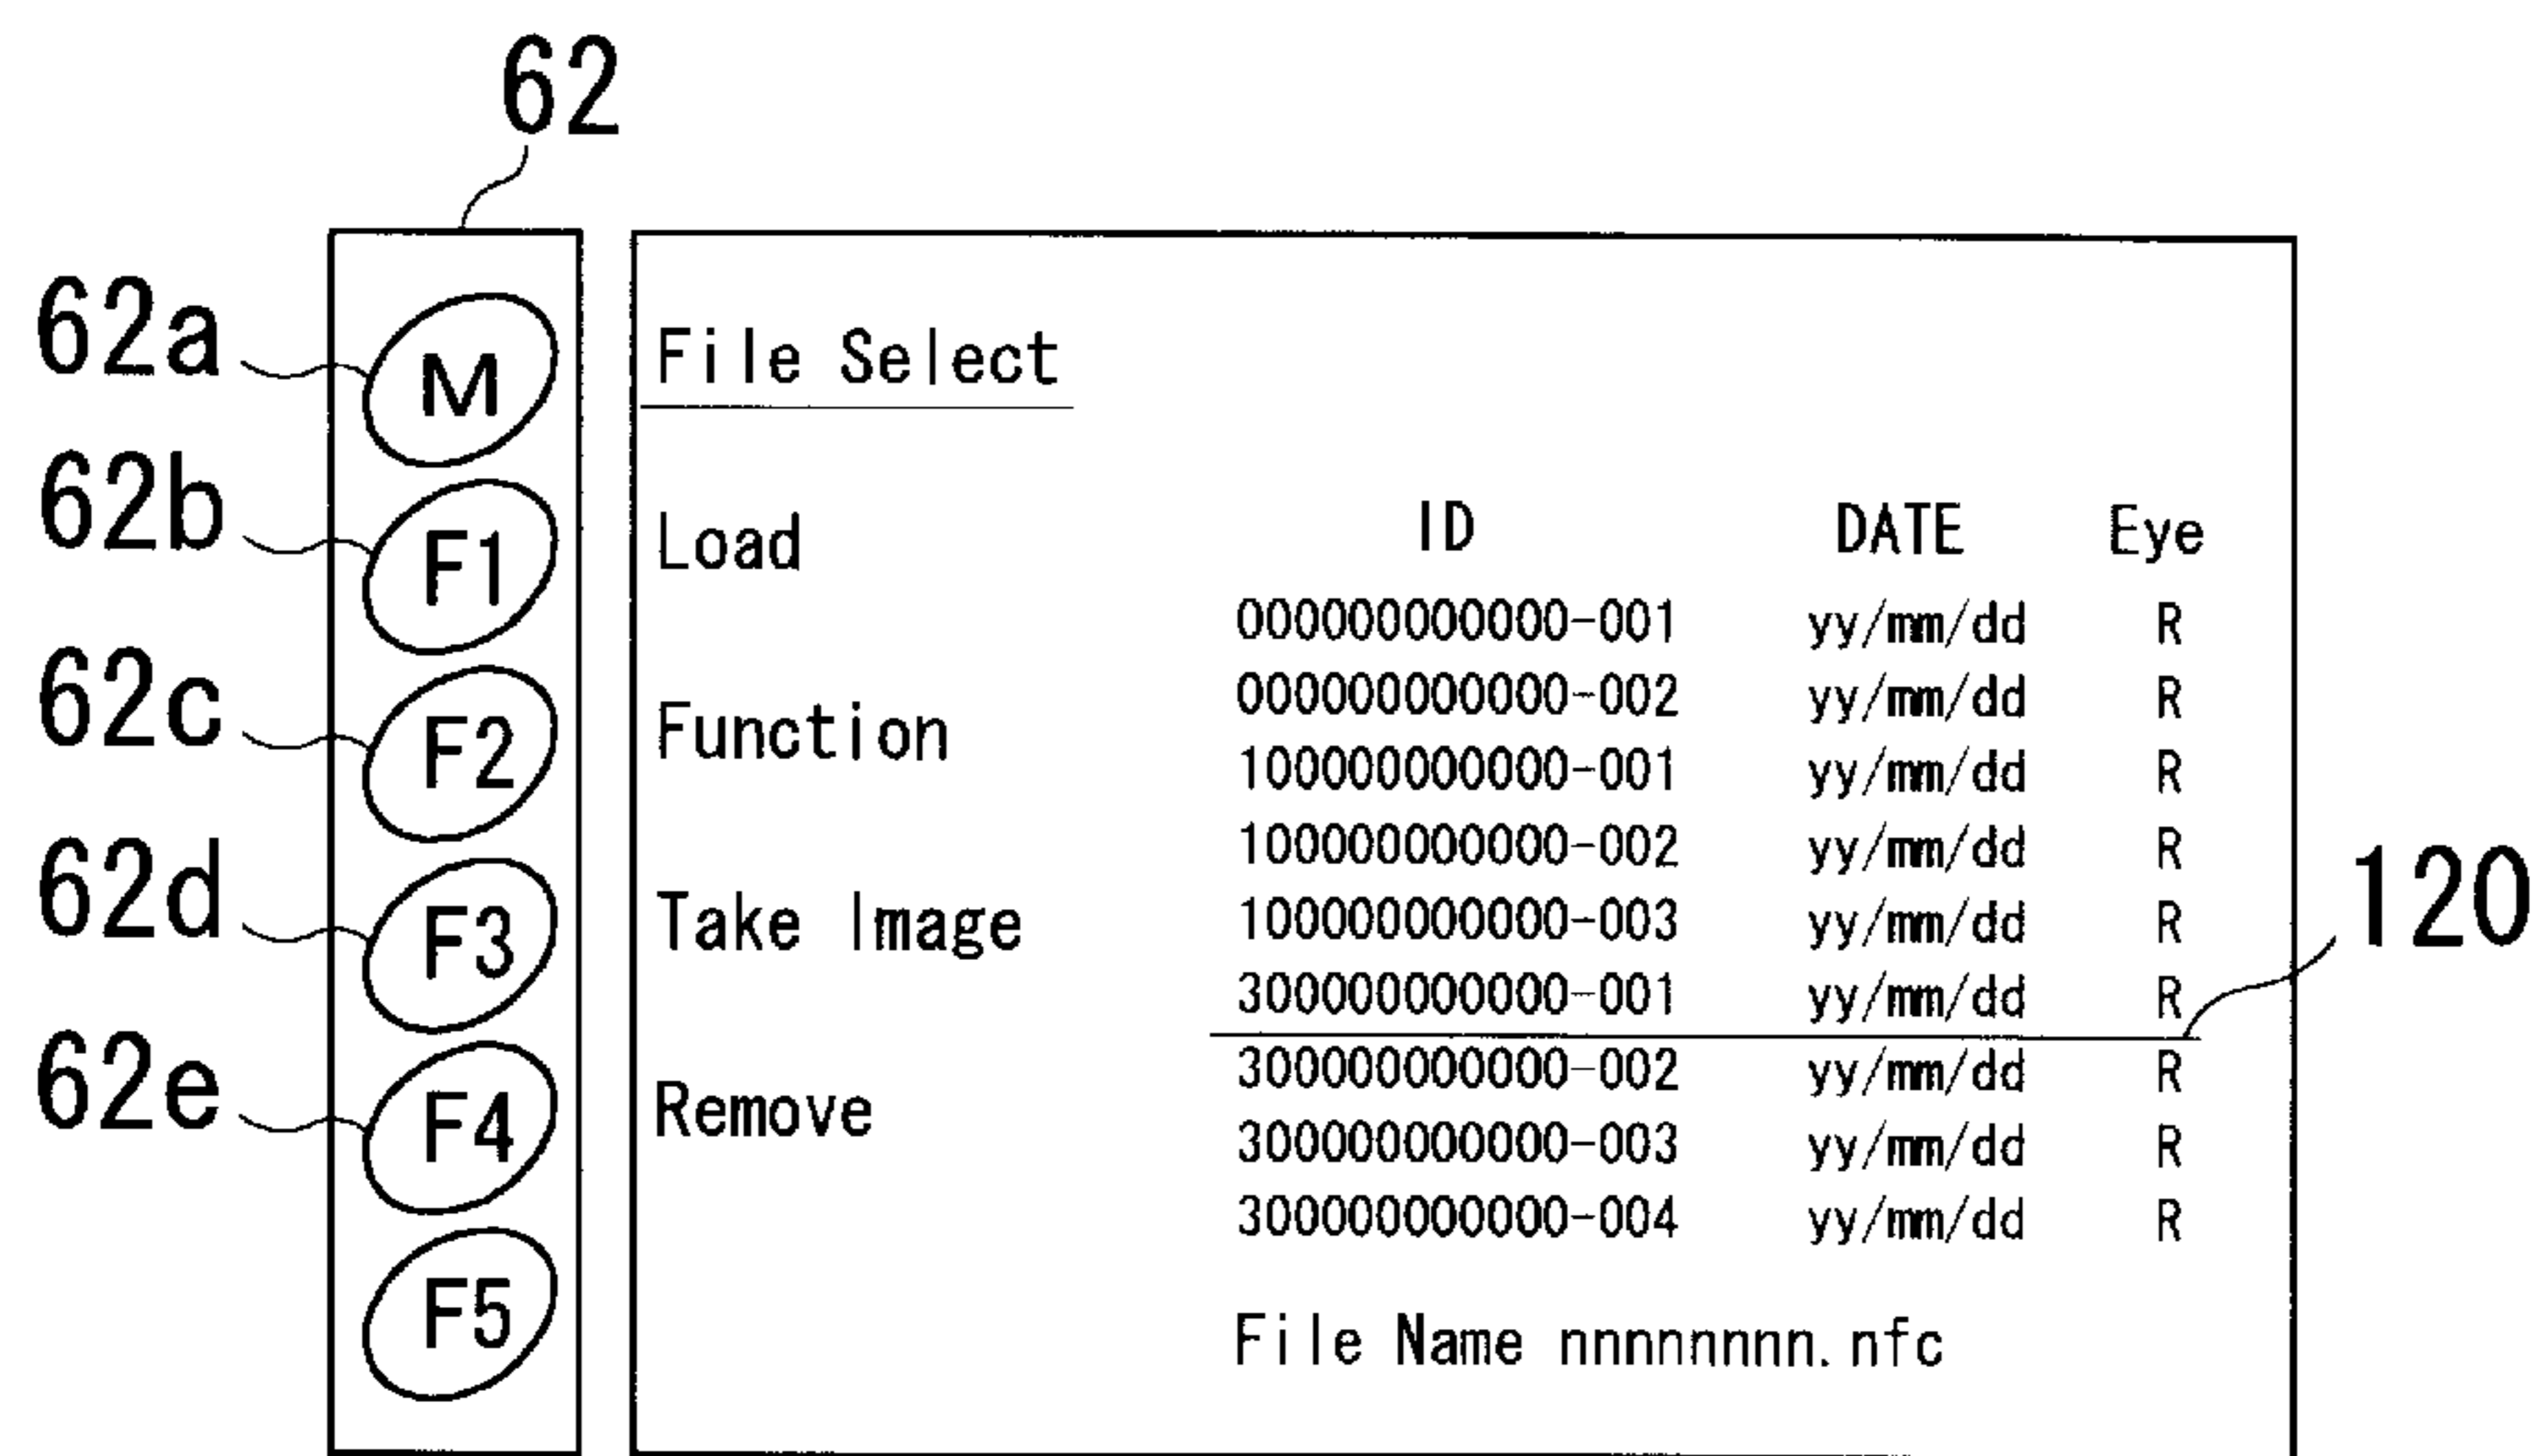 62
62a M File Select
62b F1 Load ID DATE Eye
000000000000-001 yy/mm/dd R
62c F2 Function 000000000000-002 yy/mm/dd R
100000000000-001 yy/mm/dd R
100000000000-002 yy/mm/dd R
62d F3 Take Image 100000000000-003 yy/mm/dd R
120
300000000000-001 yy/mm/dd R
300000000000-002 yy/mm/dd R
62e F4 Remove 300000000000-003 yy/mm/dd R
300000000000-004 yy/mm/dd R
F5 File Name nnnnnnnn.nfc